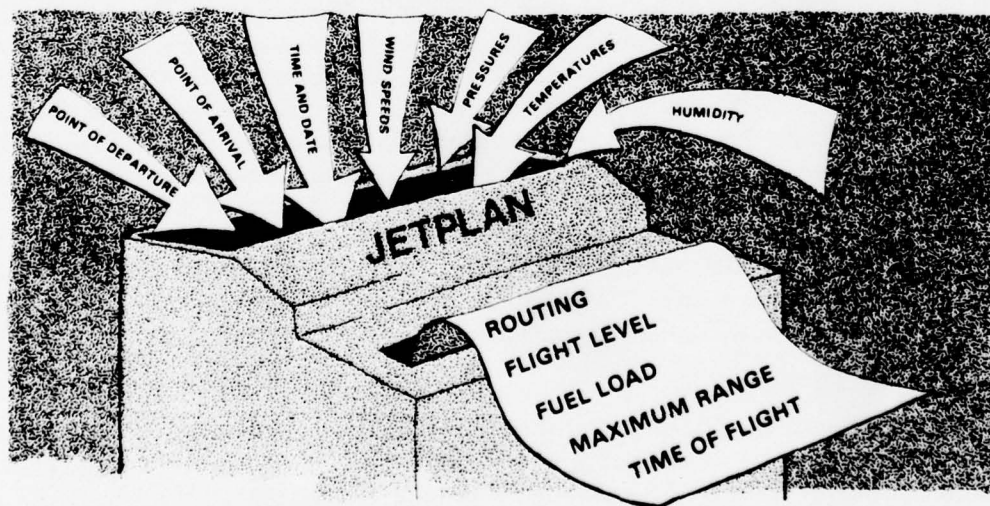 POINT OF DEPARTURE
POINT OF ARRIVAL
TIME AND DATE
WIND SPEEDS
PRESSURES
TEMPERATURES
HUMIDITY
JETPLAN
ROUTING
FLIGHT LEVEL
FUEL LOAD
MAXIMUM RANGE
TIME OF FLIGHT